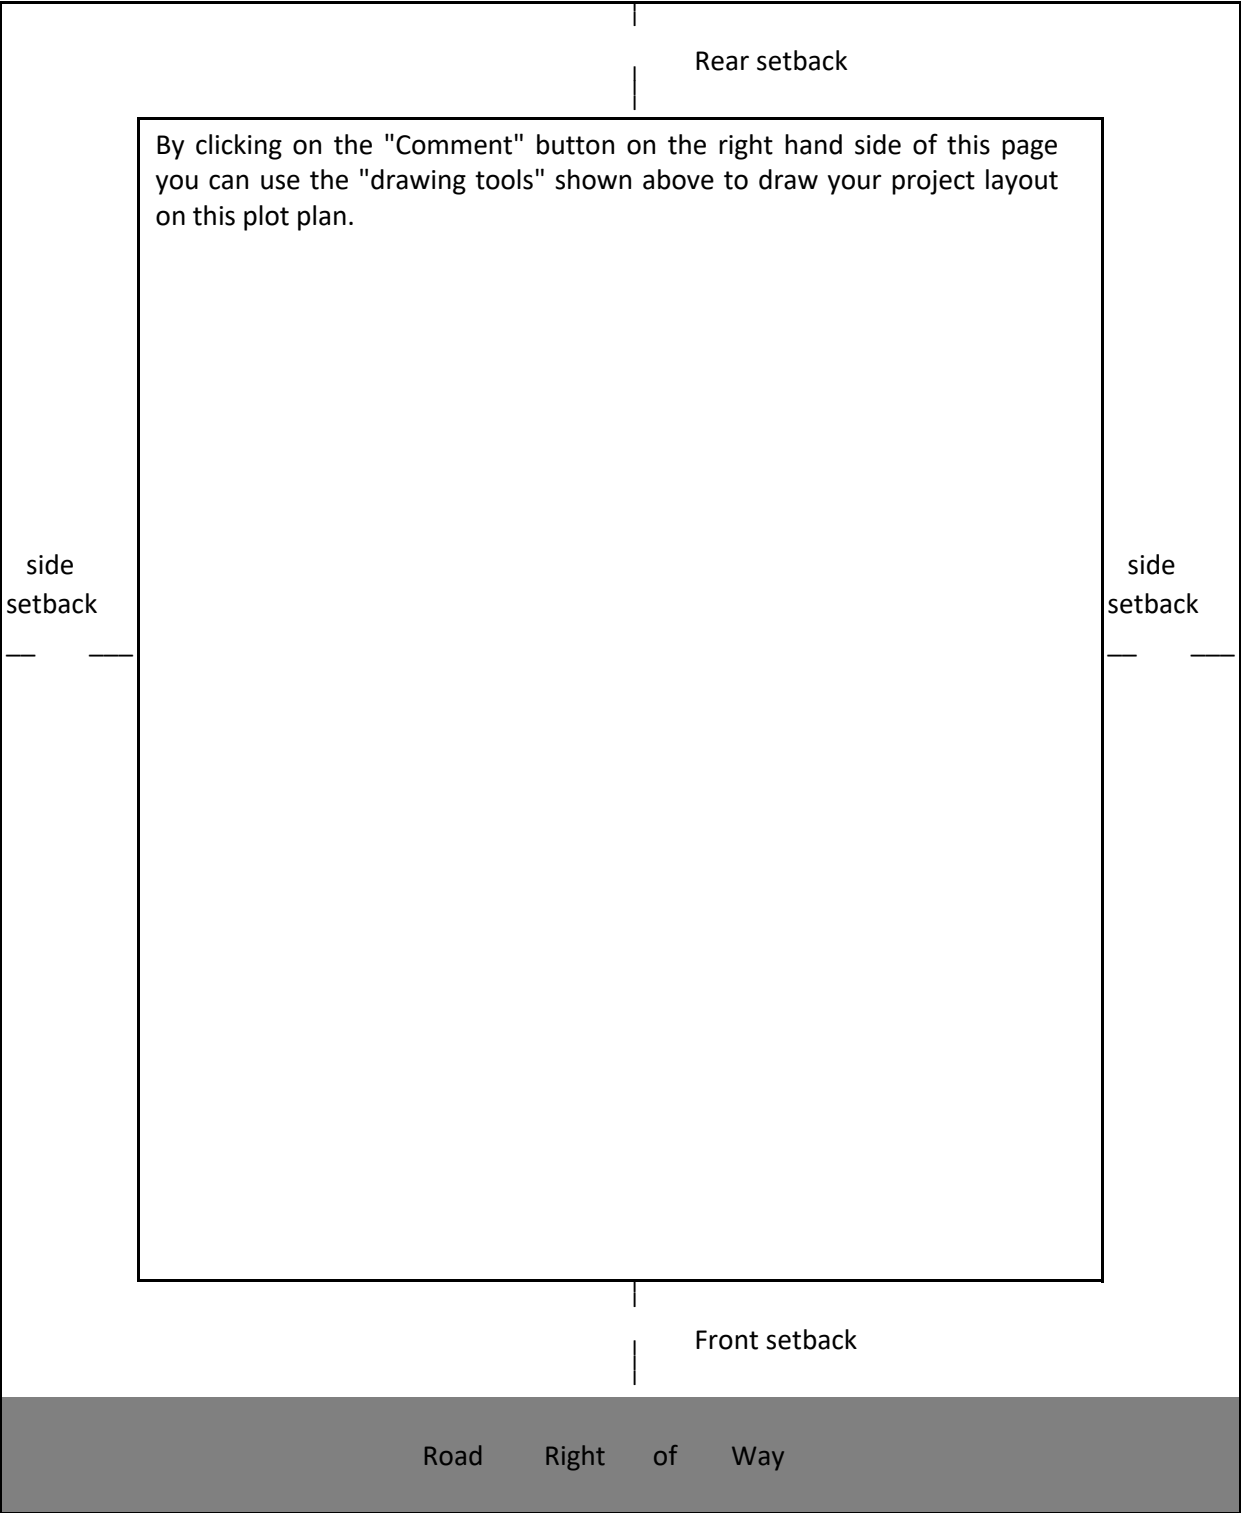 Rear setback
By clicking on the "Comment" button on the right hand side of this page
you can use the "drawing tools" shown above to draw your project layout
on this plot plan.
side
setback
side
setback
Front setback
Road Right of Way